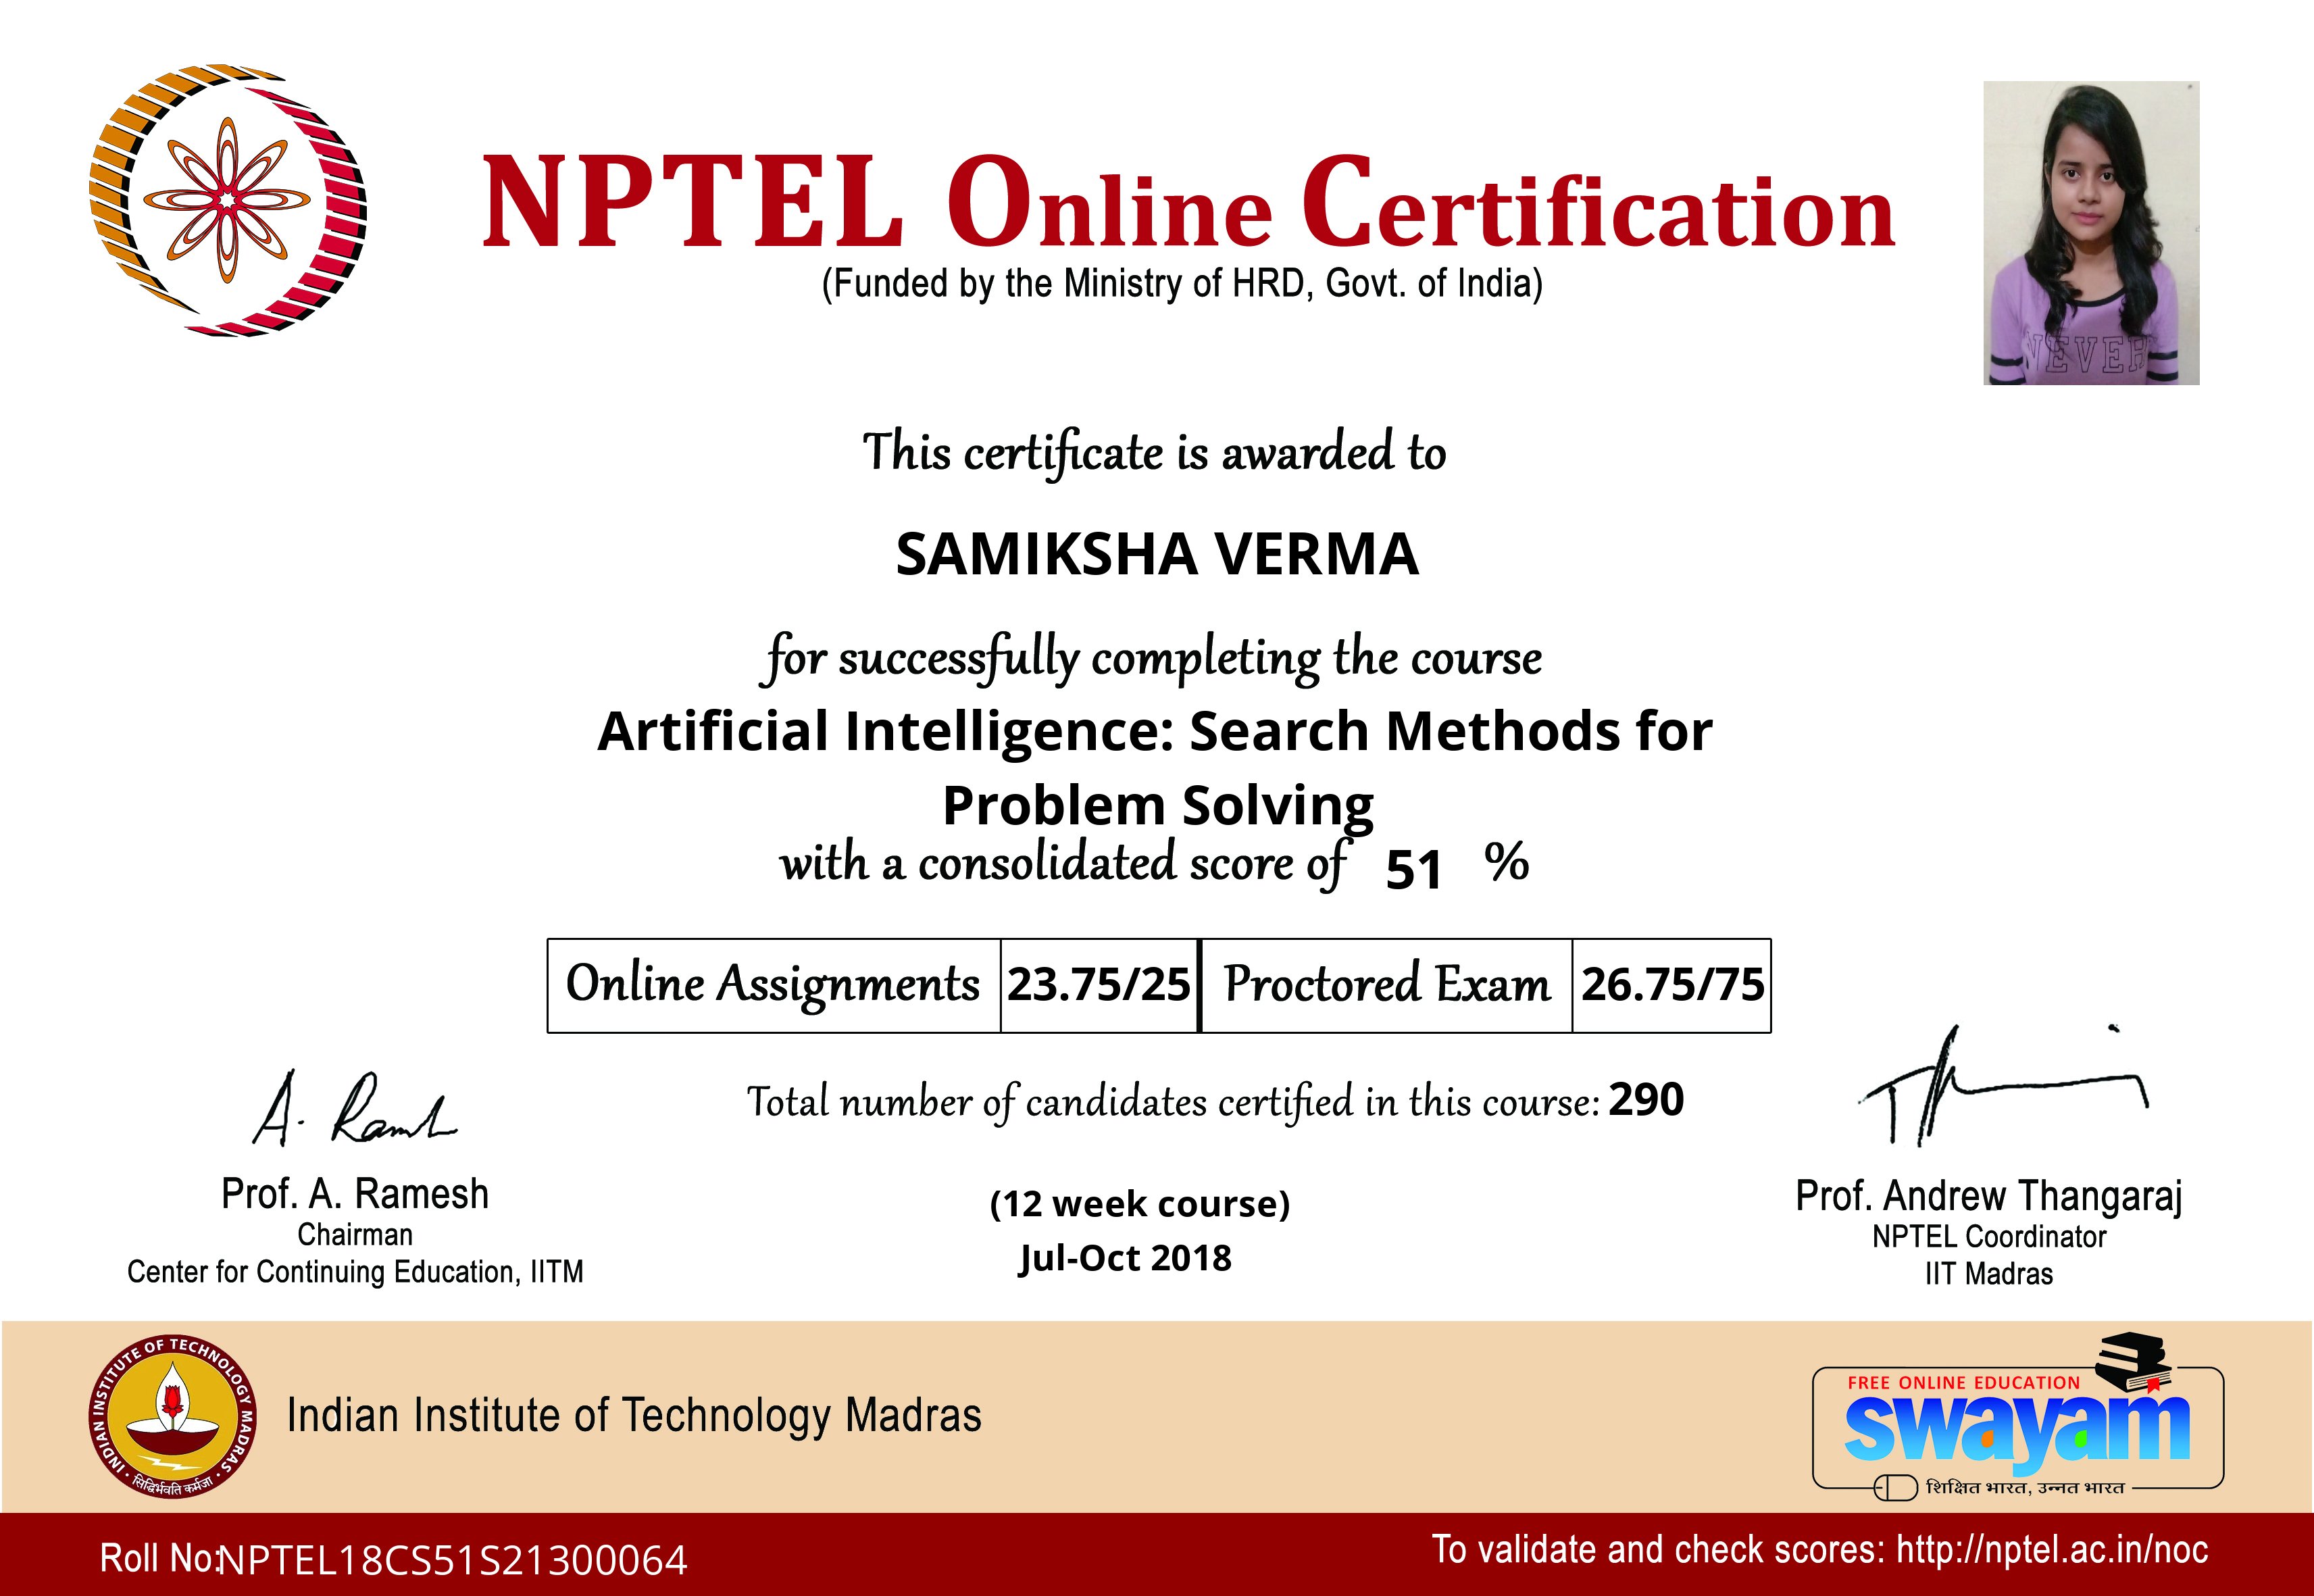 NPTEL Online Certification
(Funded by the Ministry of HRD, Govt. of India)
NEVER
This certificate is awarded to
SAMIKSHA VERMA
for successfully completing the course
Artificial Intelligence: Search Methods for
Problem Solving
with a consolidated score of 51 %
Online Assignments 23.75/25 Proctored Exam 26.75/75
Total number of candidates certified in this course: 290
A. Ramesh
Prof. A. Ramesh
Chairman
Center for Continuing Education, IITM
(12 week course)
Jul-Oct 2018
Prof. Andrew Thangaraj
NPTEL Coordinator
IIT Madras
INDIAN INSTITUTE OF TECHNOLOGY MADRAS
सिद्धिर्भवति कर्मजा
Indian Institute of Technology Madras
FREE ONLINE EDUCATION
swayam
शिक्षित भारत, उन्नत भारत
Roll No:NPTEL18CS51S21300064
To validate and check scores: http://nptel.ac.in/noc